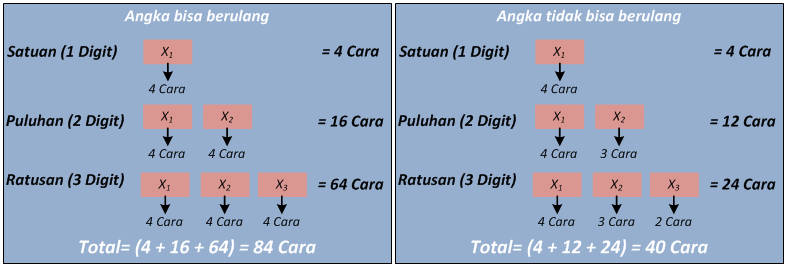 Angka bisa berulang
Satuan (1 Digit) X1 = 4 Cara
4 Cara
Puluhan (2 Digit) X1 X2 = 16 Cara
4 Cara 4 Cara
Ratusan (3 Digit) X1 X2 X3 = 64 Cara
4 Cara 4 Cara 4 Cara
Total= (4 + 16 + 64) = 84 Cara
Angka tidak bisa berulang
Satuan (1 Digit) X1 = 4 Cara
4 Cara
Puluhan (2 Digit) X1 X2 = 12 Cara
4 Cara 3 Cara
Ratusan (3 Digit) X1 X2 X3 = 24 Cara
4 Cara 3 Cara 2 Cara
Total= (4 + 12 + 24) = 40 Cara